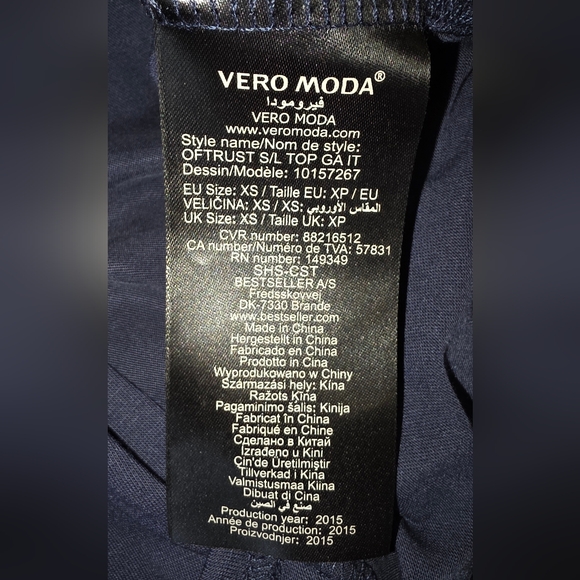 VERO MODA®
فيرومودا
VERO MODA
www.veromoda.com
Style name/Nom de style:
OFTRUST S/L TOP GA IT
Dessin/Modèle: 10157267
EU Size: XS / Taille EU: XP / EU
VELIČINA: XS / XS: المقاس الأوروبي
UK Size: XS / Taille UK: XP
CVR number: 88216512
CA number/Numéro de TVA: 57831
RN number: 149349
SHS-CST
BESTSELLER A/S
Fredsskovvej
DK-7330 Brande
www.bestseller.com
Made in China
Hergestellt in China
Fabricado en China
Prodotto in Cina
Wyprodukowano w Chiny
Származási hely: Kína
Ražots Ķīna
Pagaminimo šalis: Kinija
Fabricat în China
Fabriqué en Chine
Сделано в Китай
Izrađeno u Kini
Çin'de Üretilmiştir
Tillverkad i Kina
Valmistusmaa Kiina
Dibuat di Cina
صنع في الصين
Production year: 2015
Année de production: 2015
Proizvodnjer: 2015